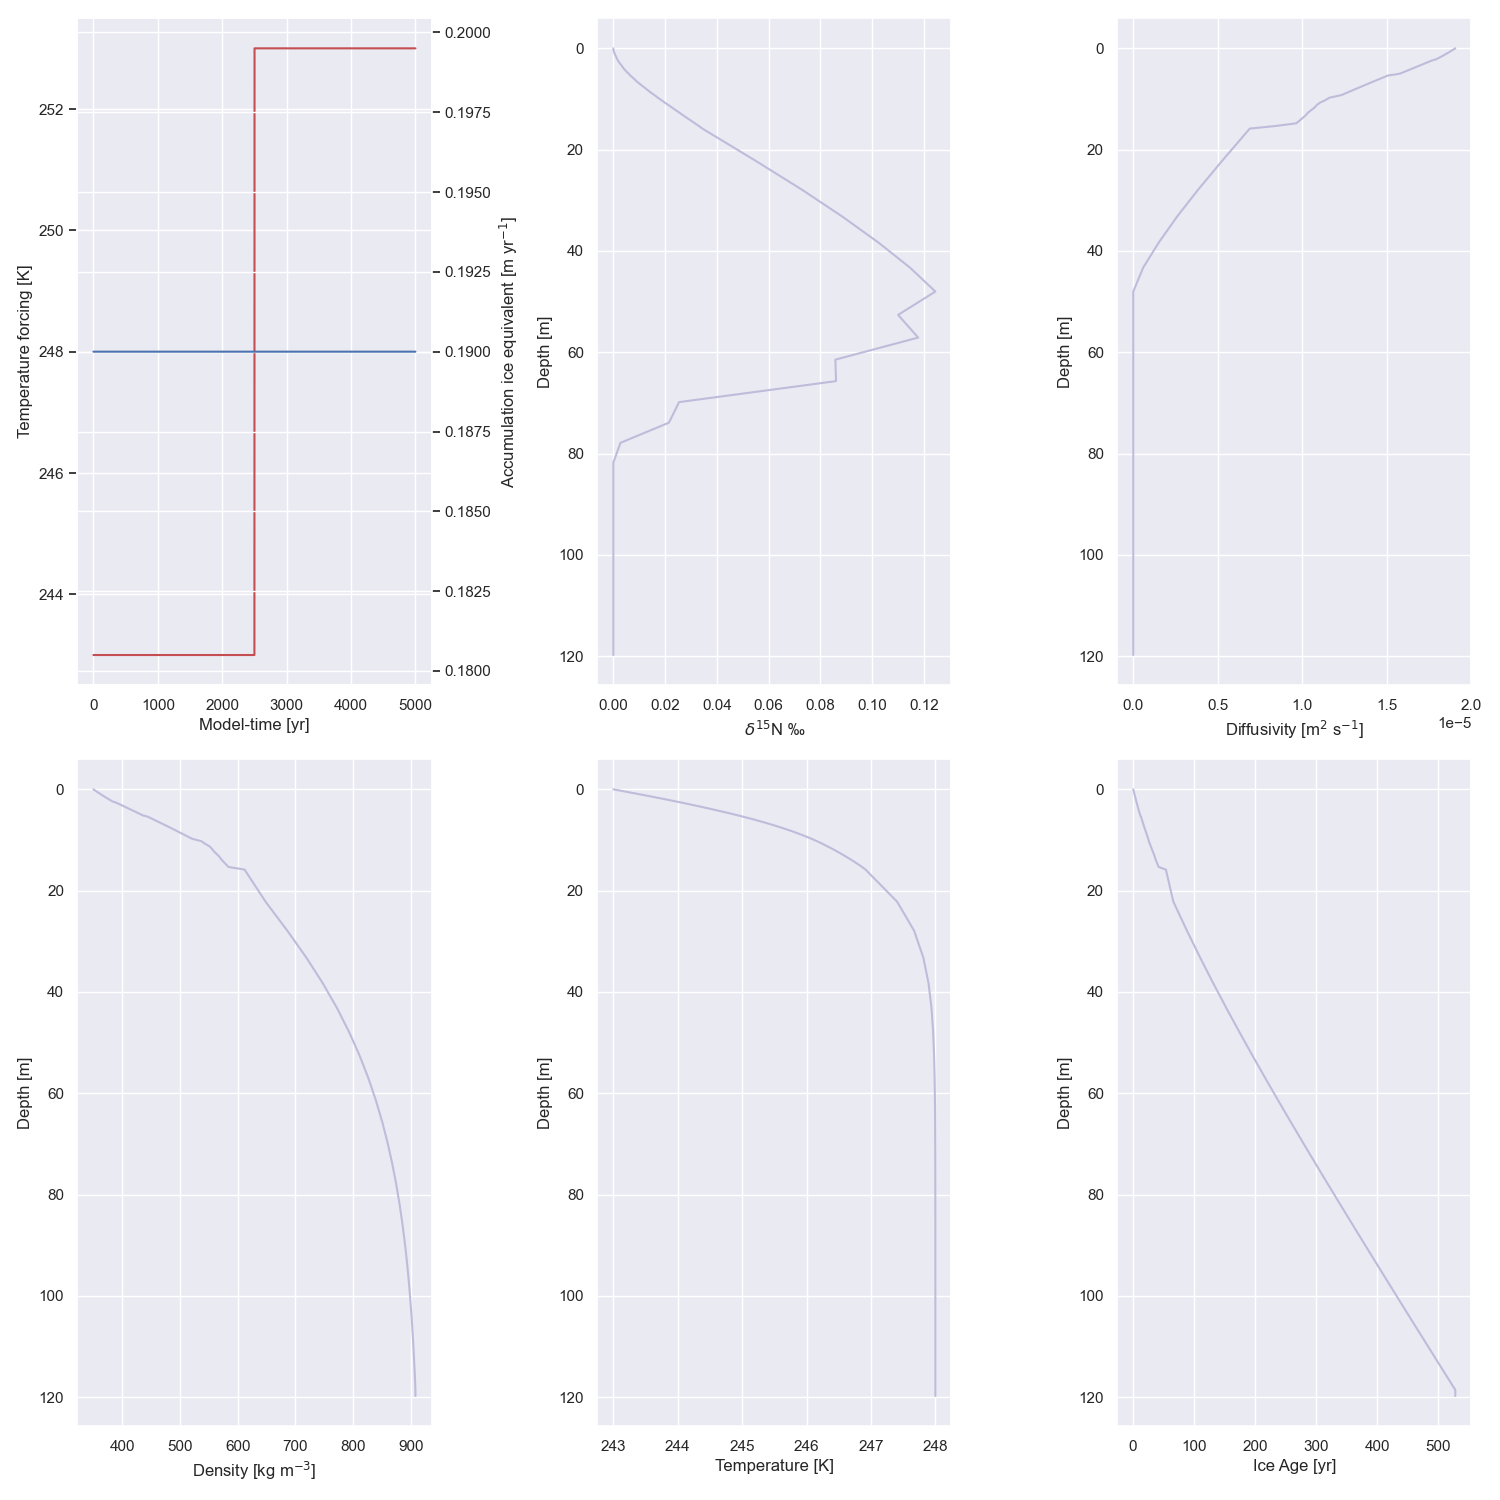 252
250
248
246
244
Temperature forcing [K]
0 1000 2000 3000 4000 5000
Model-time [yr]
0.2000
0.1975
0.1950
0.1925
0.1900
0.1875
0.1850
0.1825
0.1800
Accumulation ice equivalent [m yr⁻¹]
0
20
40
60
80
100
120
Depth [m]
0.00 0.02 0.04 0.06 0.08 0.10 0.12
δ¹⁵N ‰
0
20
40
60
80
100
120
Depth [m]
0.0 0.5 1.0 1.5 2.0
1e−5
Diffusivity [m² s⁻¹]
0
20
40
60
80
100
120
Depth [m]
400 500 600 700 800 900
Density [kg m⁻³]
0
20
40
60
80
100
120
Depth [m]
243 244 245 246 247 248
Temperature [K]
0
20
40
60
80
100
120
Depth [m]
0 100 200 300 400 500
Ice Age [yr]